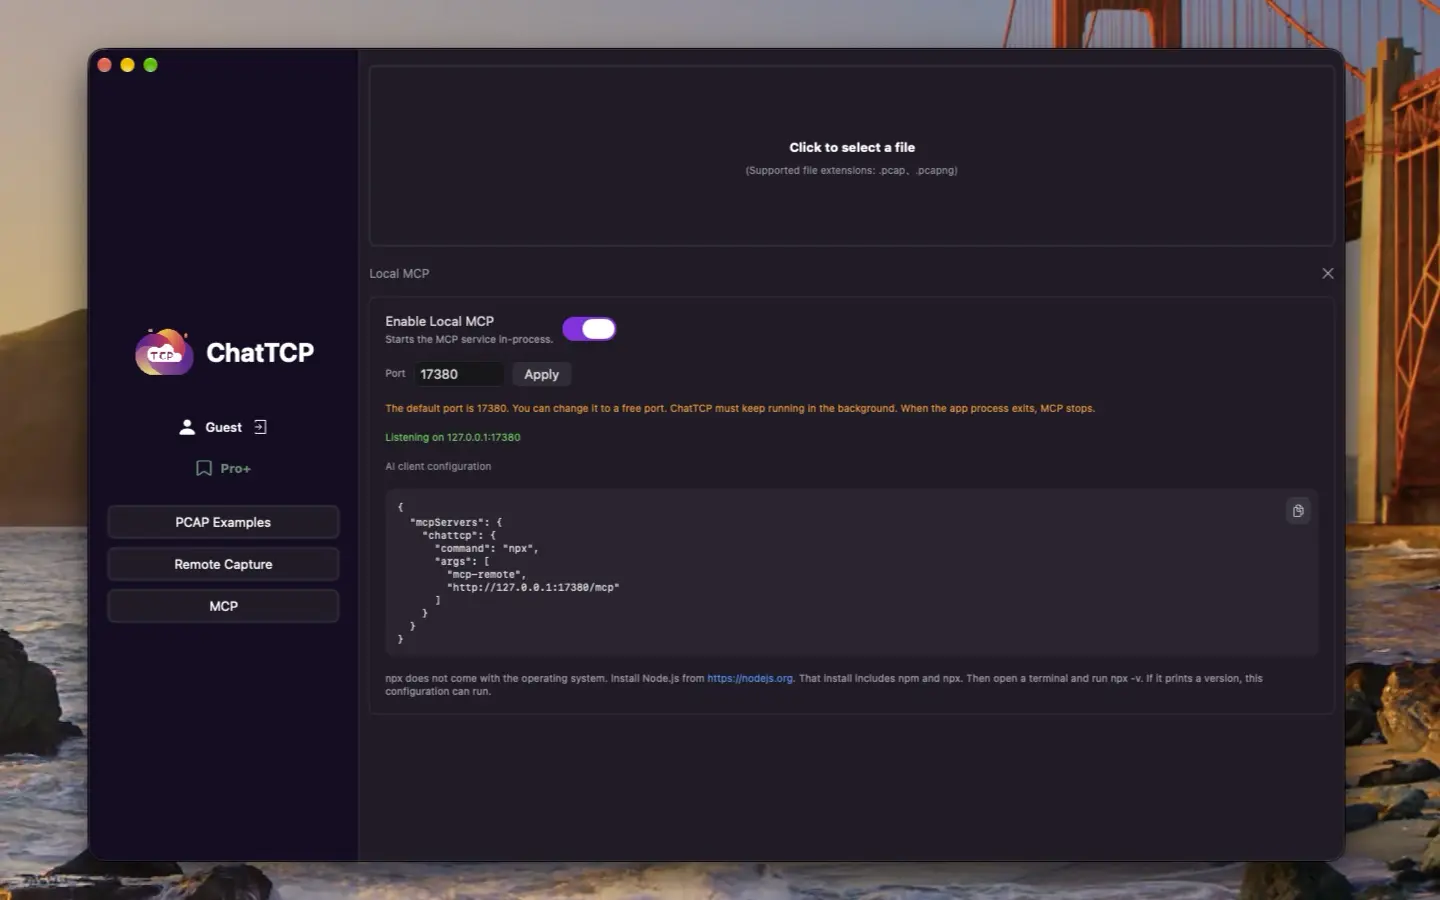 Click to select a file
(Supported file extensions: .pcap、.pcapng)
Local MCP
Enable Local MCP
Starts the MCP service in-process.
Port 17380 Apply
The default port is 17380. You can change it to a free port. ChatTCP must keep running in the background. When the app process exits, MCP stops.
Listening on 127.0.0.1:17380
AI client configuration
{
  "mcpServers": {
    "chattcp": {
      "command": "npx",
      "args": [
        "mcp-remote",
        "http://127.0.0.1:17380/mcp"
      ]
    }
  }
}
npx does not come with the operating system. Install Node.js from https://nodejs.org. That install includes npm and npx. Then open a terminal and run npx -v. If it prints a version, this
configuration can run.
TCP
ChatTCP
Guest
Pro+
PCAP Examples
Remote Capture
MCP